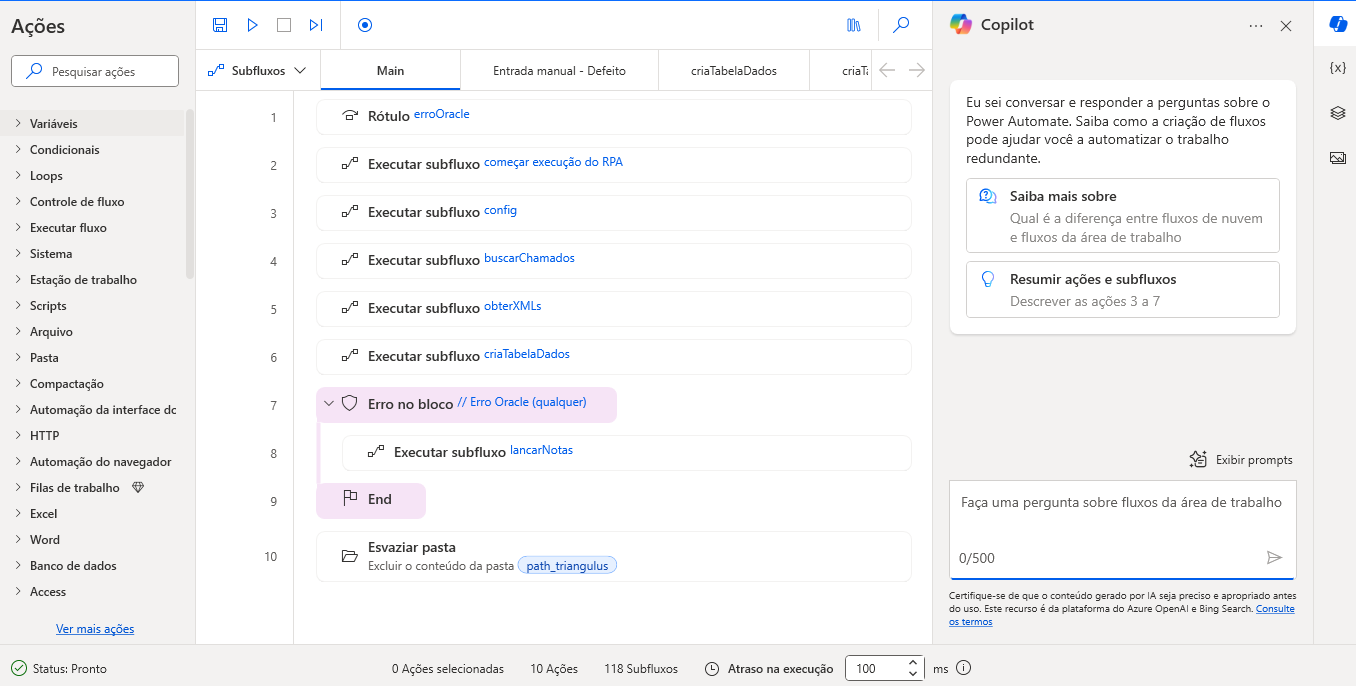 Ações
Pesquisar ações
Variáveis
Condicionais
Loops
Controle de fluxo
Executar fluxo
Sistema
Estação de trabalho
Scripts
Arquivo
Pasta
Compactação
Automação da interface dc
HTTP
Automação do navegador
Filas de trabalho
Excel
Word
Banco de dados
Access
Ver mais ações
Subfluxos
Main
Entrada manual - Defeito
criaTabelaDados
criaTa
1 Rótulo erroOracle
2 Executar subfluxo começar execução do RPA
3 Executar subfluxo config
4 Executar subfluxo buscarChamados
5 Executar subfluxo obterXMLs
6 Executar subfluxo criaTabelaDados
7 Erro no bloco // Erro Oracle (qualquer)
8 Executar subfluxo lancarNotas
9 End
10 Esvaziar pasta
Excluir o conteúdo da pasta path_triangulus
Copilot
{x}
Eu sei conversar e responder a perguntas sobre o
Power Automate. Saiba como a criação de fluxos
pode ajudar você a automatizar o trabalho
redundante.
Saiba mais sobre
Qual é a diferença entre fluxos de nuvem
e fluxos da área de trabalho
Resumir ações e subfluxos
Descrever as ações 3 a 7
Exibir prompts
Faça uma pergunta sobre fluxos da área de trabalho
0/500
Certifique-se de que o conteúdo gerado por IA seja preciso e apropriado antes
do uso. Este recurso é da plataforma do Azure OpenAI e Bing Search. Consulte
os termos
Status: Pronto
0 Ações selecionadas
10 Ações
118 Subfluxos
Atraso na execução
100
ms